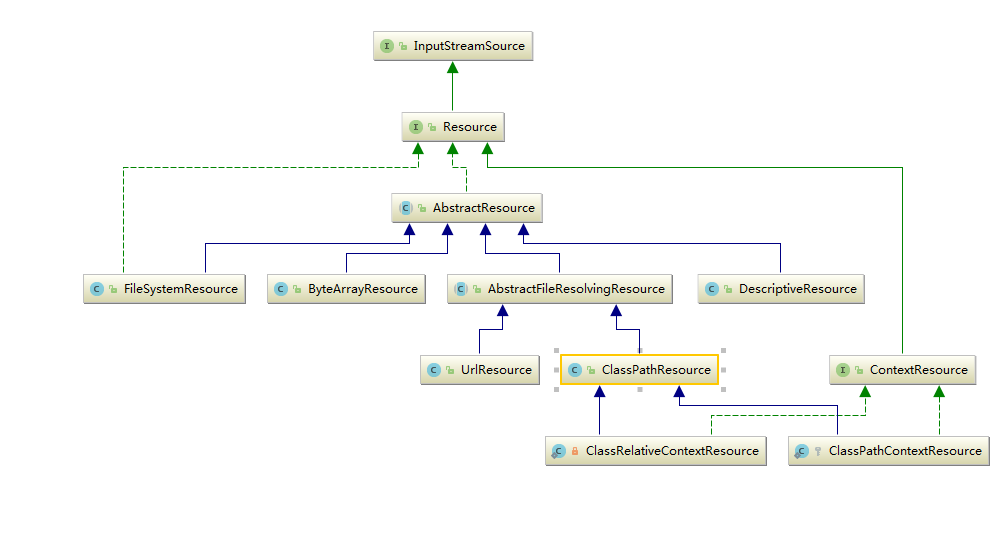 InputStreamSource
Resource
AbstractResource
FileSystemResource
ByteArrayResource
AbstractFileResolvingResource
DescriptiveResource
UrlResource
ClassPathResource
ContextResource
ClassRelativeContextResource
ClassPathContextResource